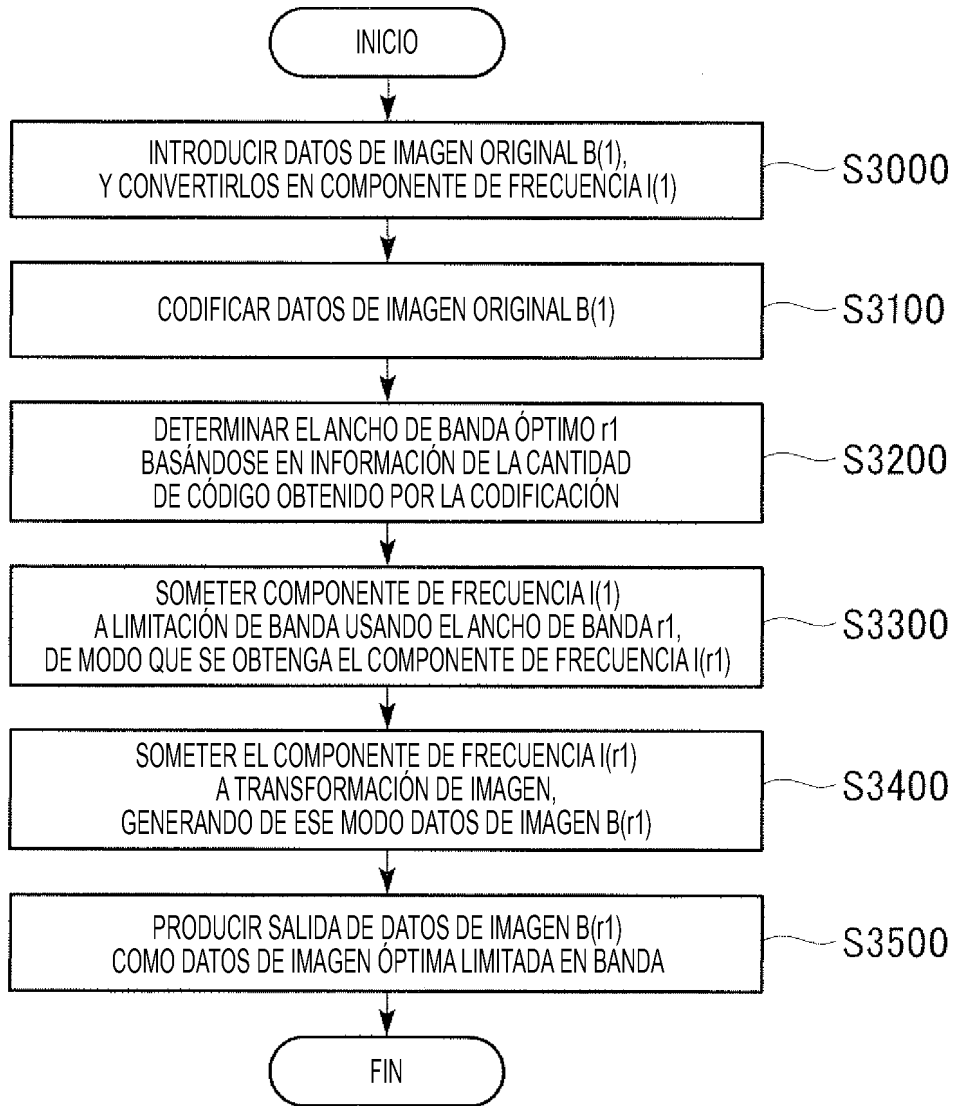 INICIO
INTRODUCIR DATOS DE IMAGEN ORIGINAL B(1),
Y CONVERTIRLOS EN COMPONENTE DE FRECUENCIA I(1)
S3000
CODIFICAR DATOS DE IMAGEN ORIGINAL B(1)
S3100
DETERMINAR EL ANCHO DE BANDA ÓPTIMO r1
BASÁNDOSE EN INFORMACIÓN DE LA CANTIDAD
DE CÓDIGO OBTENIDO POR LA CODIFICACIÓN
S3200
SOMETER COMPONENTE DE FRECUENCIA I(1)
A LIMITACIÓN DE BANDA USANDO EL ANCHO DE BANDA r1,
DE MODO QUE SE OBTENGA EL COMPONENTE DE FRECUENCIA I(r1)
S3300
SOMETER EL COMPONENTE DE FRECUENCIA I(r1)
A TRANSFORMACIÓN DE IMAGEN,
GENERANDO DE ESE MODO DATOS DE IMAGEN B(r1)
S3400
PRODUCIR SALIDA DE DATOS DE IMAGEN B(r1)
COMO DATOS DE IMAGEN ÓPTIMA LIMITADA EN BANDA
S3500
FIN